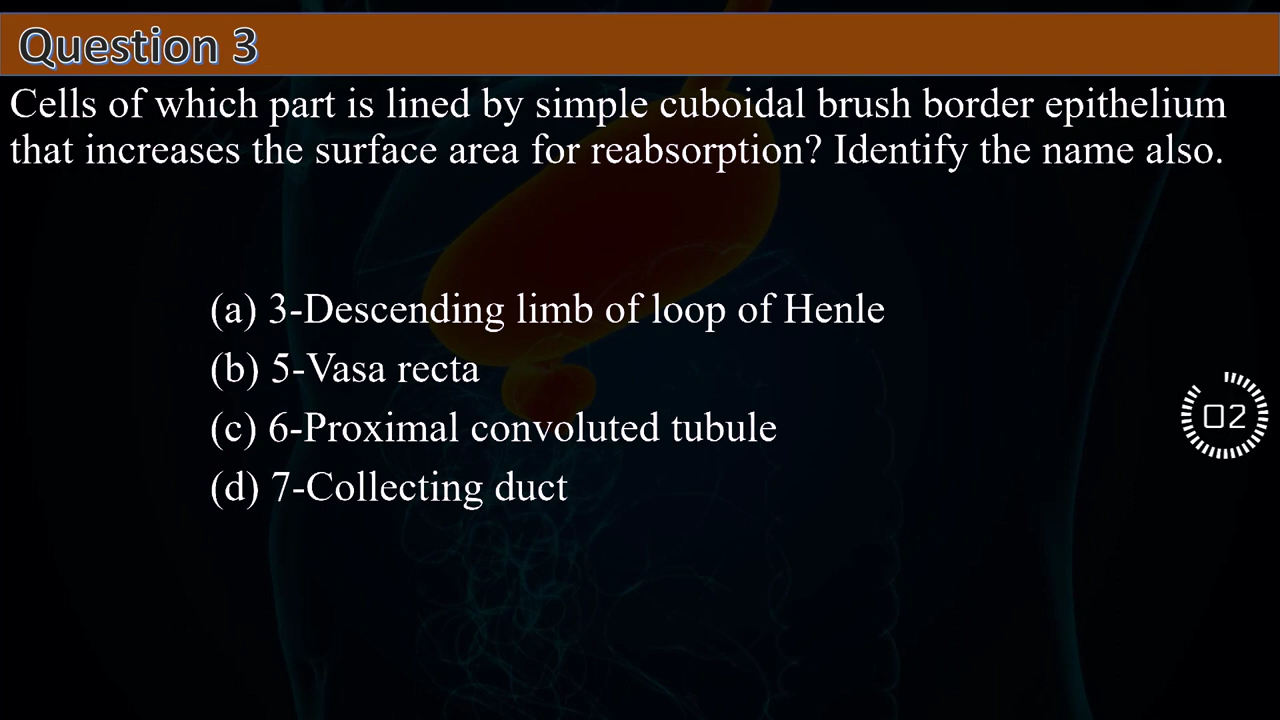 Question 3
Cells of which part is lined by simple cuboidal brush border epithelium
that increases the surface area for reabsorption? Identify the name also.
(a) 3-Descending limb of loop of Henle
(b) 5-Vasa recta
(c) 6-Proximal convoluted tubule
02
(d) 7-Collecting duct